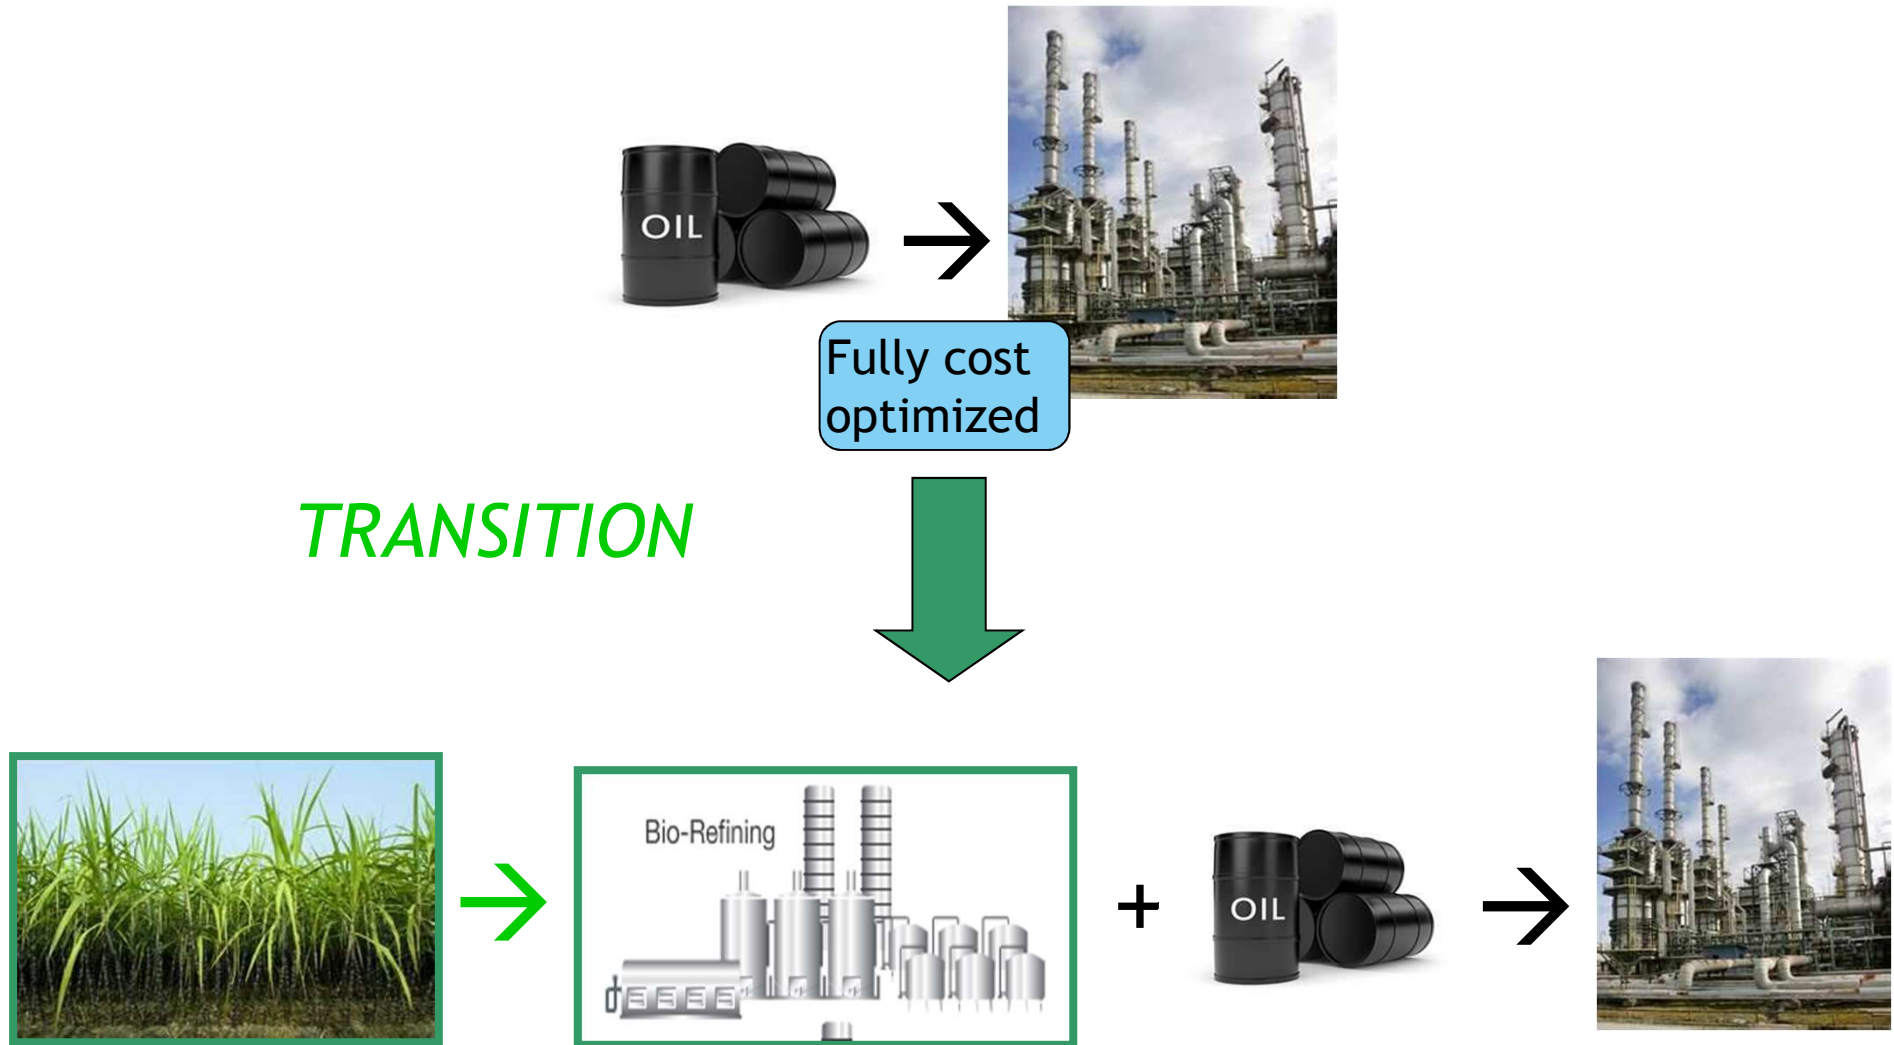 OIL
Fully cost
optimized
TRANSITION
Bio-Refining
+
OIL